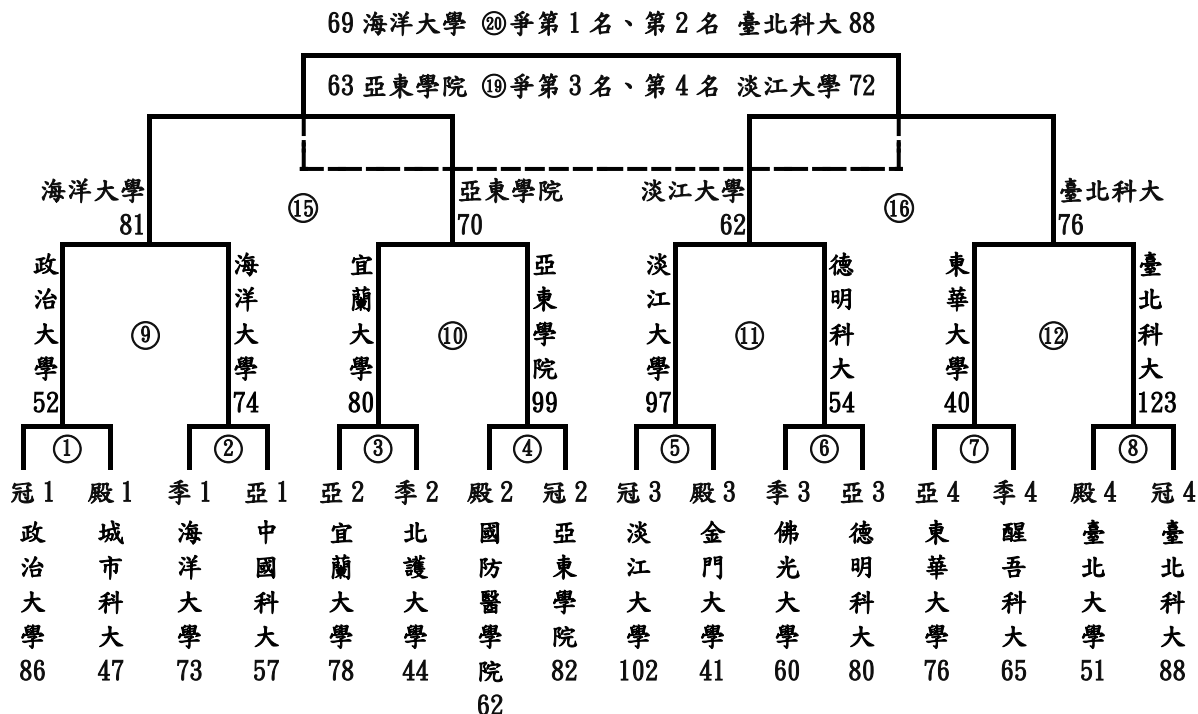 69 海洋大學 ⑳爭第 1 名、第 2 名 臺北科大 88
63 亞東學院 ⑲爭第 3 名、第 4 名 淡江大學 72
海洋大學
81
⑮
亞東學院
70
淡江大學
62
⑯
臺北科大
76
政治大學
52
⑨
海洋大學
74
宜蘭大學
80
⑩
亞東學院
99
淡江大學
97
⑪
德明科大
54
東華大學
40
⑫
臺北科大
123
① ② ③ ④ ⑤ ⑥ ⑦ ⑧
冠 1 殿 1 季 1 亞 1 亞 2 季 2 殿 2 冠 2 冠 3 殿 3 季 3 亞 3 亞 4 季 4 殿 4 冠 4
政治大學
86
城市科大
47
海洋大學
73
中國科大
57
宜蘭大學
78
北護大學
44
國防醫學院
62
亞東學院
82
淡江大學
102
金門大學
41
佛光大學
60
德明科大
80
東華大學
76
醒吾科大
65
臺北大學
51
臺北科大
88